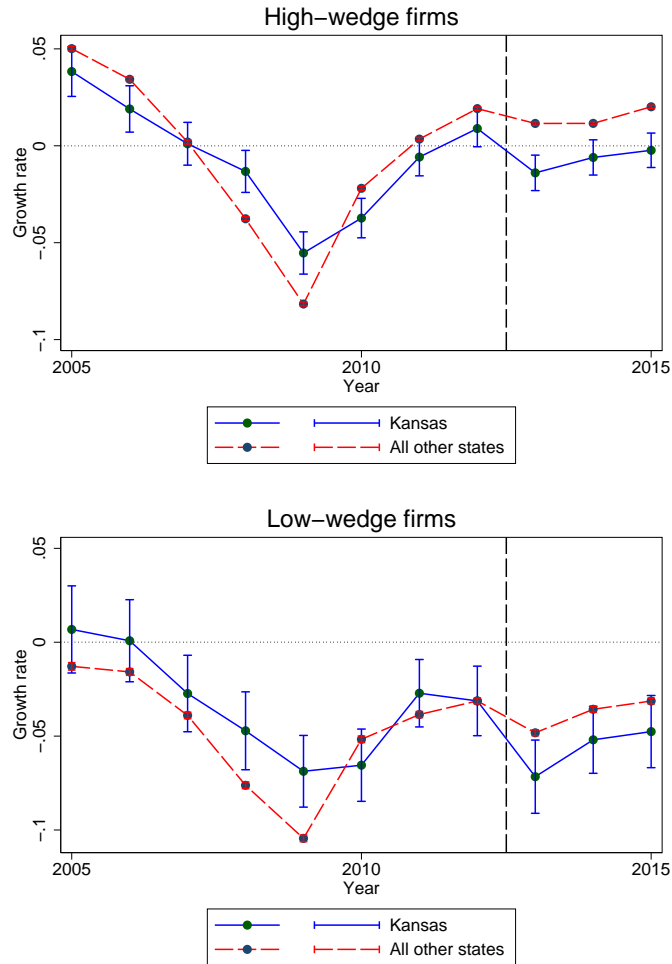 High−wedge firms
.05
0
−.05
−.1
Growth rate
2005 2010 2015
Year
Kansas
All other states
Low−wedge firms
.05
0
−.05
−.1
Growth rate
2005 2010 2015
Year
Kansas
All other states